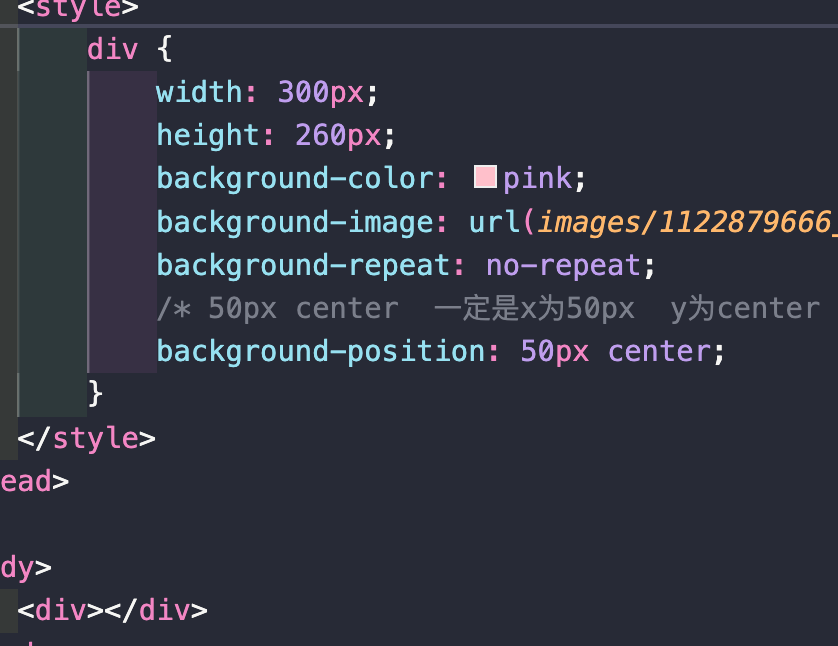 <style>
div {
width: 300px;
height: 260px;
background-color: pink;
background-image: url(images/1122879666_
background-repeat: no-repeat;
/* 50px center 一定是x为50px y为center
background-position: 50px center;
}
</style>
ead>
dy>
<div></div>